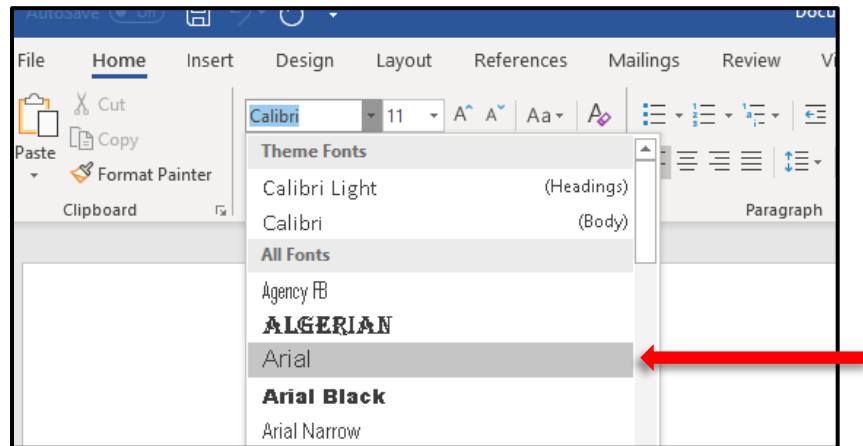 AutoSave Off Docu
File Home Insert Design Layout References Mailings Review Vi
Cut
Copy
Paste
Format Painter
Clipboard
Calibri 11 Aa
Paragraph
Theme Fonts
Calibri Light (Headings)
Calibri (Body)
All Fonts
Agency FB
ALGERIAN
Arial
Arial Black
Arial Narrow